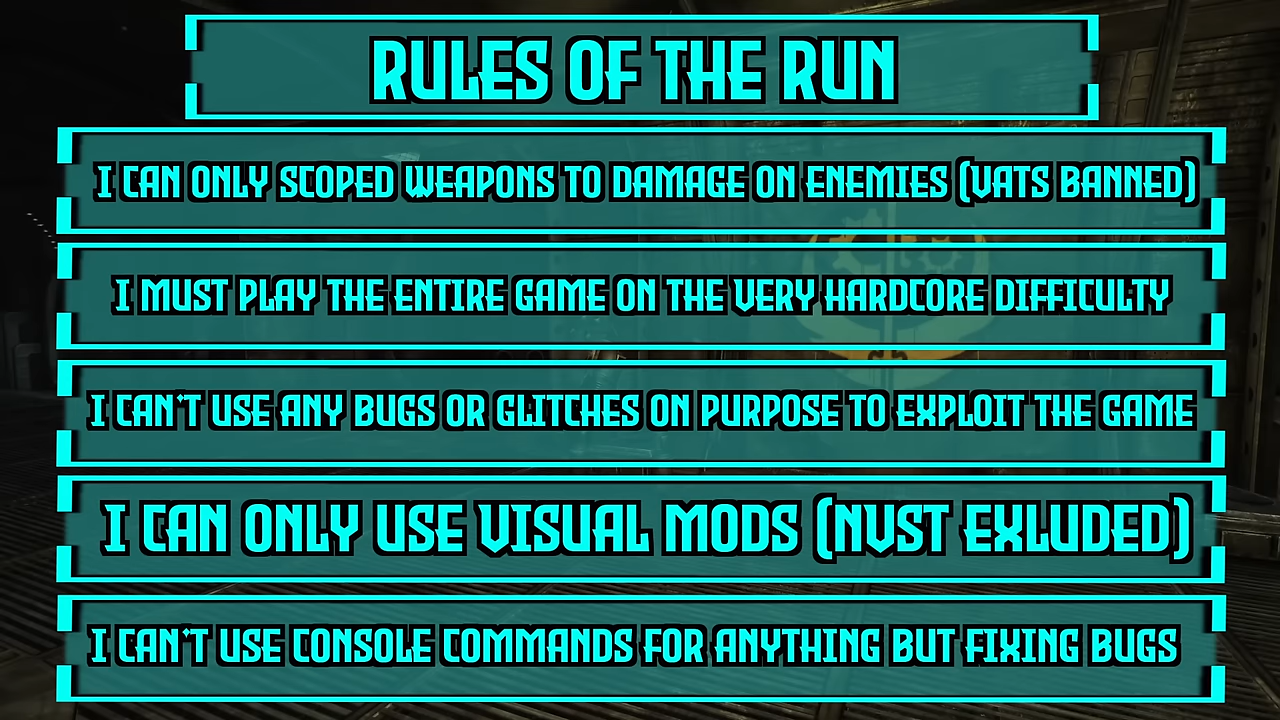 RULES OF THE RUN
I CAN ONLY SCOPED WEAPONS TO DAMAGE ON ENEMIES (VATS BANNED)
I MUST PLAY THE ENTIRE GAME ON THE VERY HARDCORE DIFFICULTY
I CAN'T USE ANY BUGS OR GLITCHES ON PURPOSE TO EXPLOIT THE GAME
I CAN ONLY USE VISUAL MODS (NVST EXLUDED)
I CAN'T USE CONSOLE COMMANDS FOR ANYTHING BUT FIXING BUGS